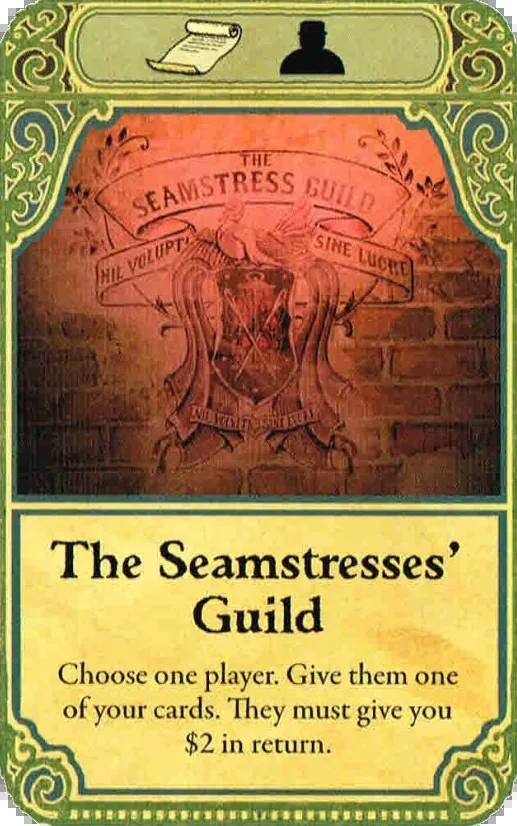 THE
SEAMSTRESS GUILD
NIL VOLUPTI SINE LUCRE
The Seamstresses’
Guild
Choose one player. Give them one
of your cards. They must give you
$2 in return.